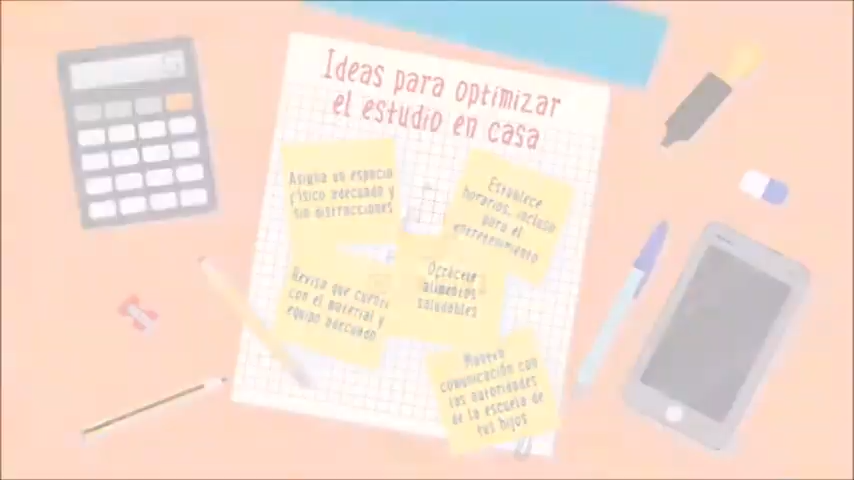 Ideas para optimizar
el estudio en casa
Asigna un espacio
físico adecuado y
sin distracciones
Establece
horarios, incluso
para el
entretenimiento
Revisa que cuente
con el material y
equipo adecuado
Ofrécele
alimentos
saludables
Mantén
comunicación con
las autoridades
de la escuela de
tus hijos